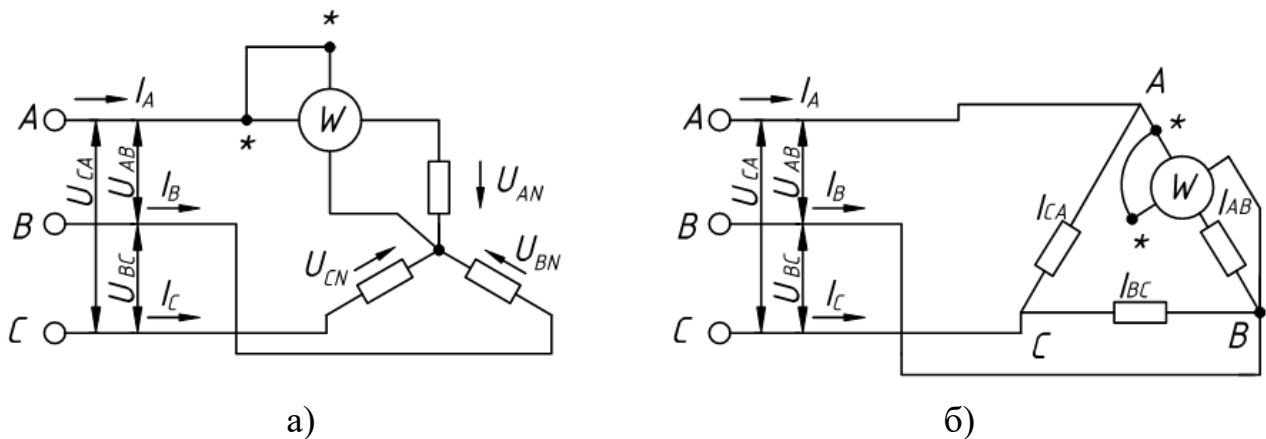 *
A
I_A
*
W
U_CA
U_AB
U_AN
B
I_B
U_BC
U_CN
U_BN
C
I_C
а)
A
A
I_A
*
W
U_CA
U_AB
I_CA
I_AB
*
B
I_B
U_BC
I_BC
C
I_C
C
B
б)